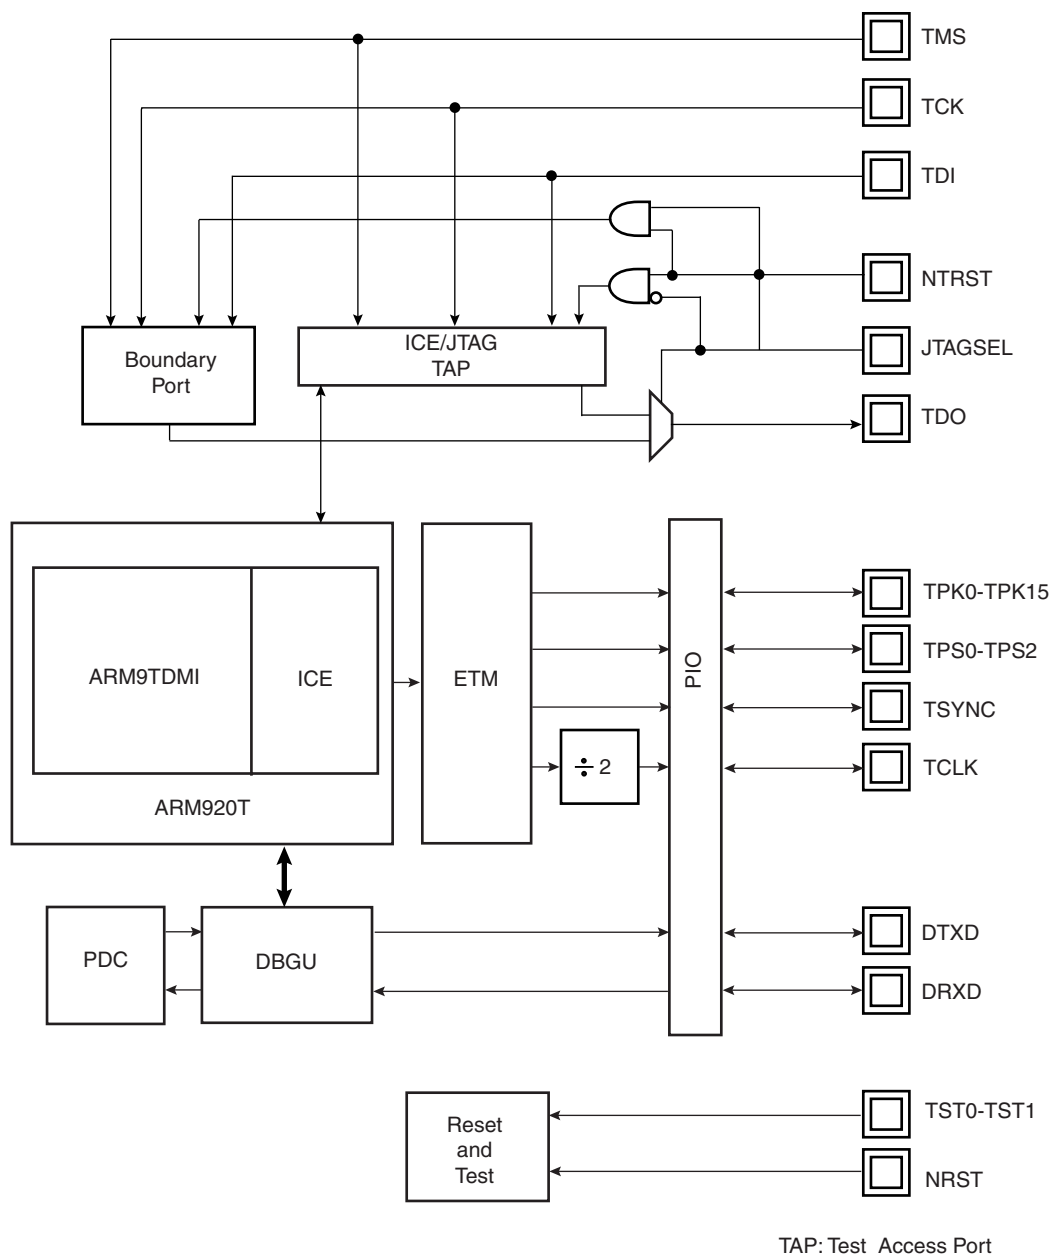 TMS
TCK
TDI
NTRST
JTAGSEL
TDO
Boundary
Port
ICE/JTAG
TAP
ARM9TDMI
ICE
ARM920T
ETM
÷ 2
PIO
TPK0-TPK15
TPS0-TPS2
TSYNC
TCLK
PDC
DBGU
DTXD
DRXD
Reset
and
Test
TST0-TST1
NRST
TAP: Test Access Port